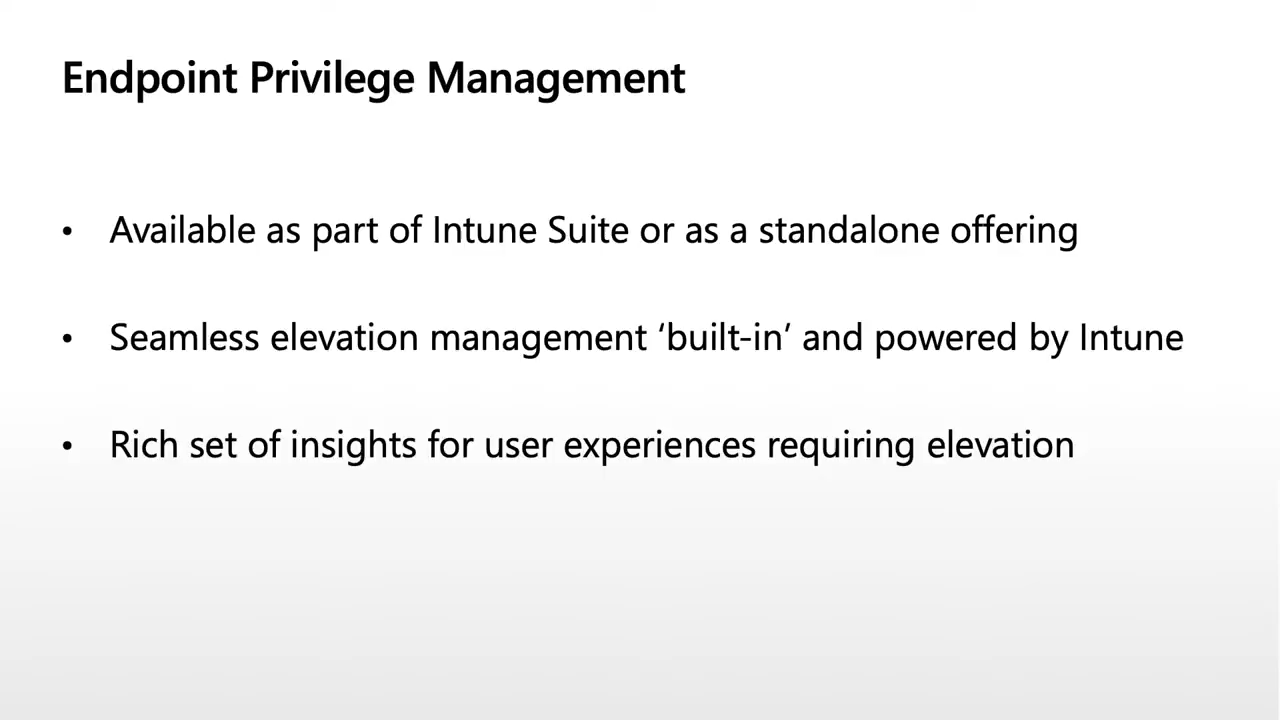 Endpoint Privilege Management
• Available as part of Intune Suite or as a standalone offering
• Seamless elevation management ‘built-in’ and powered by Intune
• Rich set of insights for user experiences requiring elevation